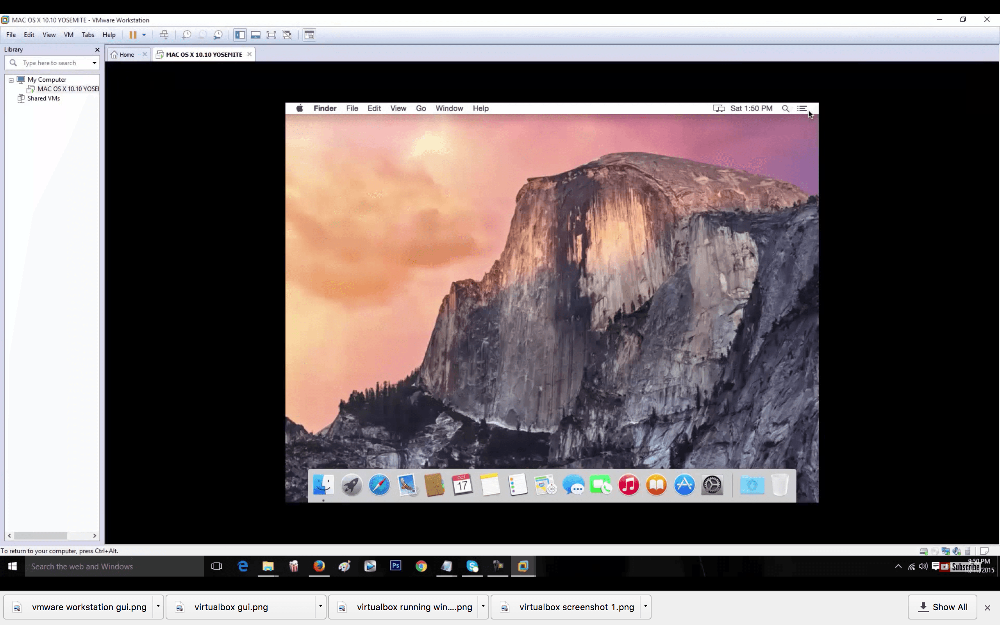 MAC OS X 10.10 YOSEMITE - VMware Workstation
File Edit View VM Tabs Help
Library
Home
MAC OS X 10.10 YOSEMITE
Type here to search
My Computer
MAC OS X 10.10 YOSEI
Shared VMs
Finder File Edit View Go Window Help
Sat 1:50 PM
OCT
17
3D
To return to your computer, press Ctrl+Alt.
Search the web and Windows
Ps
9:50 PM
Subscribe
/2015
vmware workstation gui.png
virtualbox gui.png
virtualbox running win....png
virtualbox screenshot 1.png
Show All